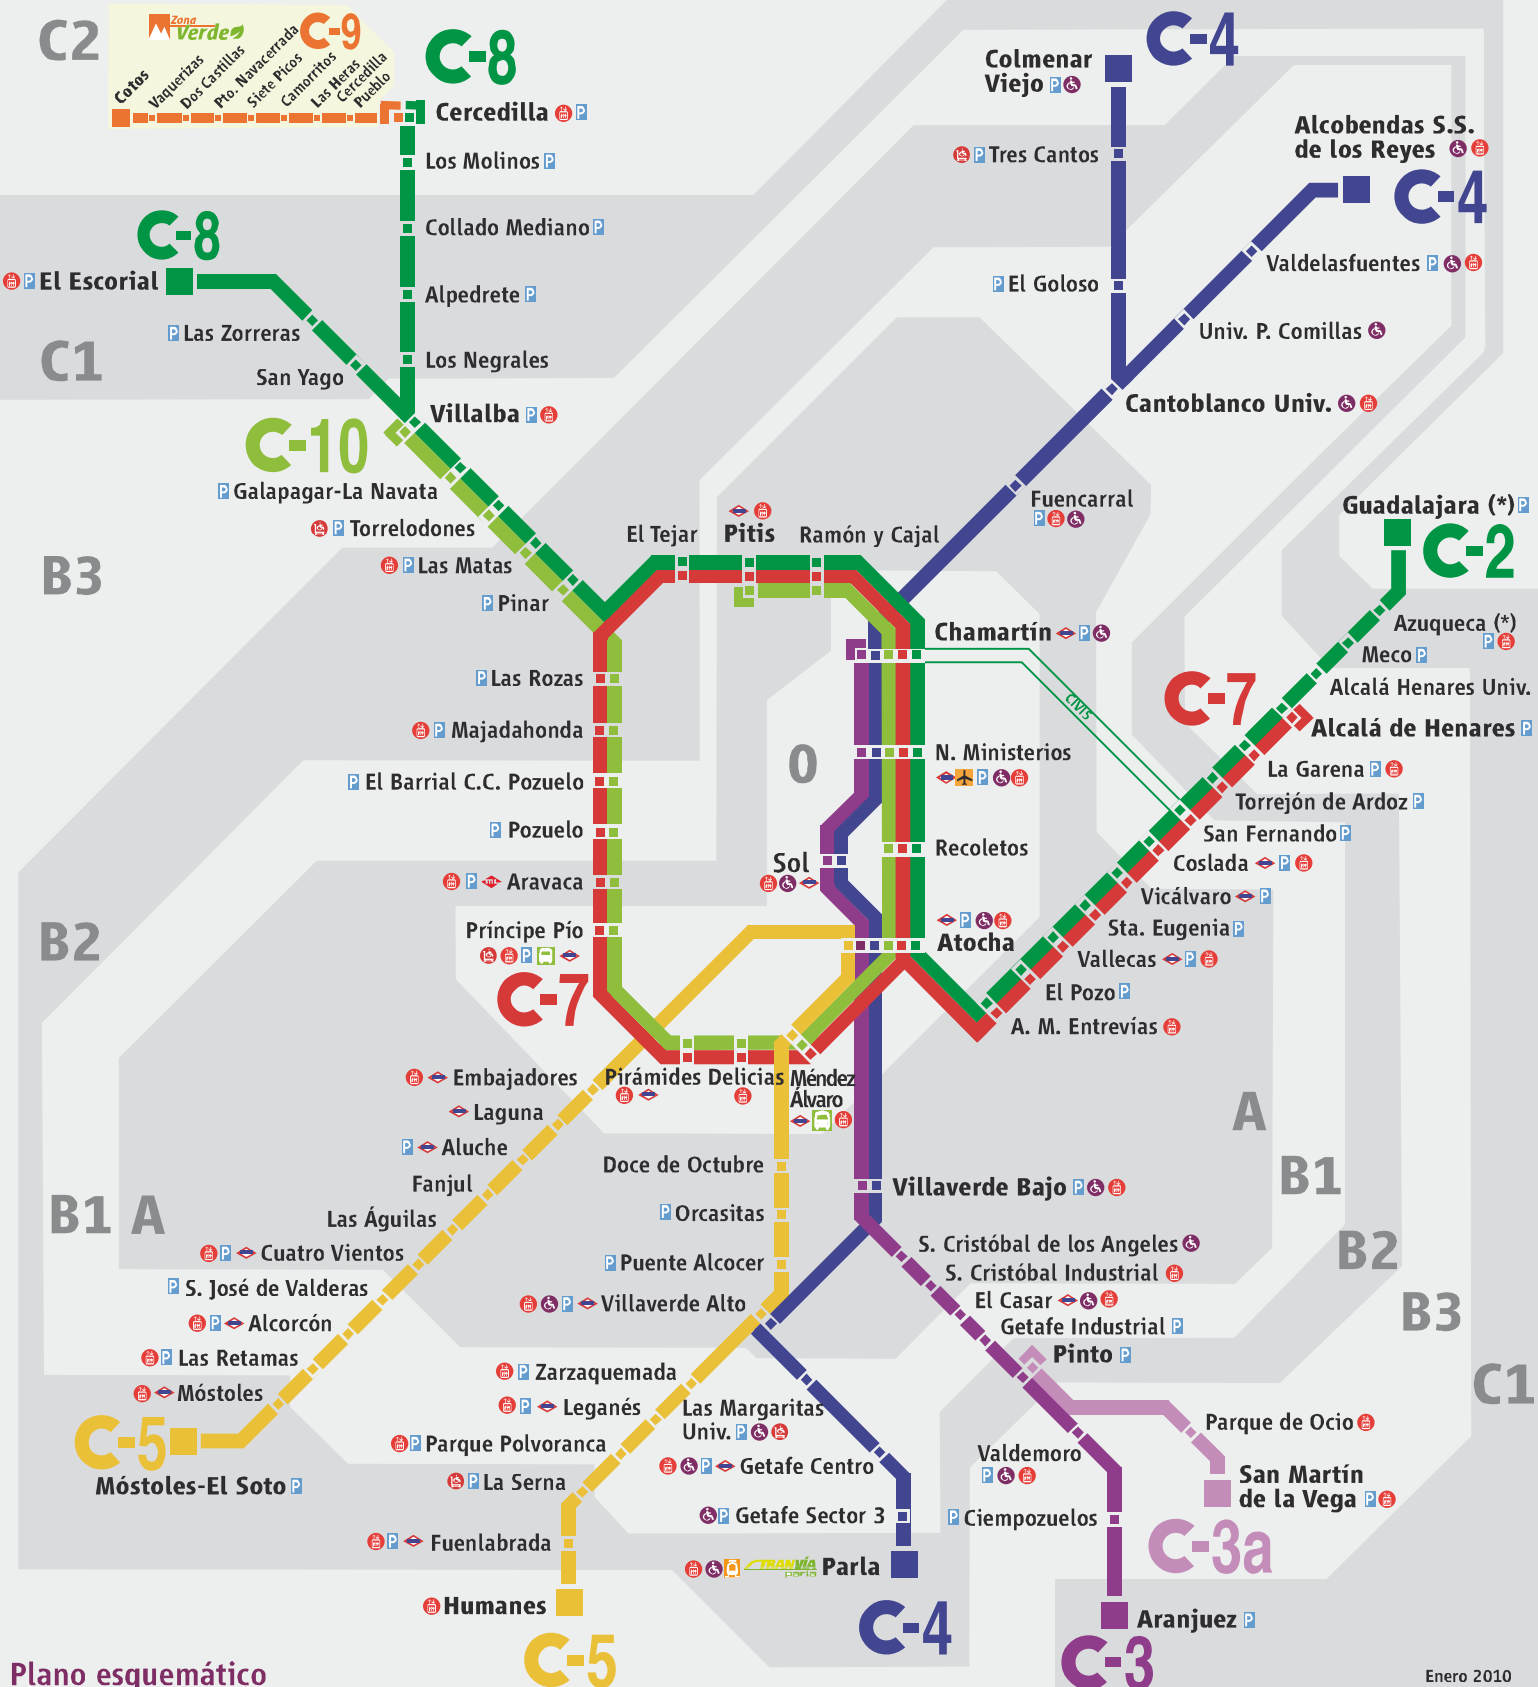 C2
Zona
verde
C-9
C-8
Cotos
Vaquerizas
Dos Castillas
Pto. Navacerrada
Siete Picos
Camorritos
Las Heras
Cercedilla
Pueblo
Cercedilla
Los Molinos
Collado Mediano
Alpedrete
Los Negrales
C-8
El Escorial
Las Zorreras
San Yago
C1
Villalba
C-10
Galapagar-La Navata
Torrelodones
Las Matas
Pinar
B3
Colmenar
Viejo
C-4
Tres Cantos
El Goloso
Alcobendas S.S.
de los Reyes
C-4
Valdelasfuentes
Univ. P. Comillas
Cantoblanco Univ.
Fuencarral
El Tejar
Pitis
Ramón y Cajal
Chamartín
CIVIS
Guadalajara (*)
C-2
Azuqueca (*)
Meco
Alcalá Henares Univ.
C-7
Alcalá de Henares
La Garena
Torrejón de Ardoz
San Fernando
Coslada
Vicálvaro
Sta. Eugenia
Vallecas
El Pozo
A. M. Entrevías
Las Rozas
Majadahonda
El Barrial C.C. Pozuelo
Pozuelo
Aravaca
Príncipe Pío
C-7
0
N. Ministerios
Recoletos
Sol
Atocha
B2
Pirámides
Delicias
Méndez
Álvaro
Embajadores
Laguna
Aluche
Fanjul
Las Águilas
Cuatro Vientos
S. José de Valderas
Alcorcón
Las Retamas
Móstoles
C-5
Móstoles-El Soto
B1
A
Doce de Octubre
Orcasitas
Puente Alcocer
Villaverde Alto
Zarzaquemada
Leganés
Parque Polvoranca
La Serna
Fuenlabrada
Humanes
C-5
Villaverde Bajo
A
B1
B2
B3
C1
S. Cristóbal de los Angeles
S. Cristóbal Industrial
El Casar
Getafe Industrial
Pinto
Las Margaritas
Univ.
Getafe Centro
Getafe Sector 3
TRANVÍA
parla
Parla
C-4
Parque de Ocio
San Martín
de la Vega
C-3a
Valdemoro
Ciempozuelos
Aranjuez
C-3
Plano esquemático
Enero 2010